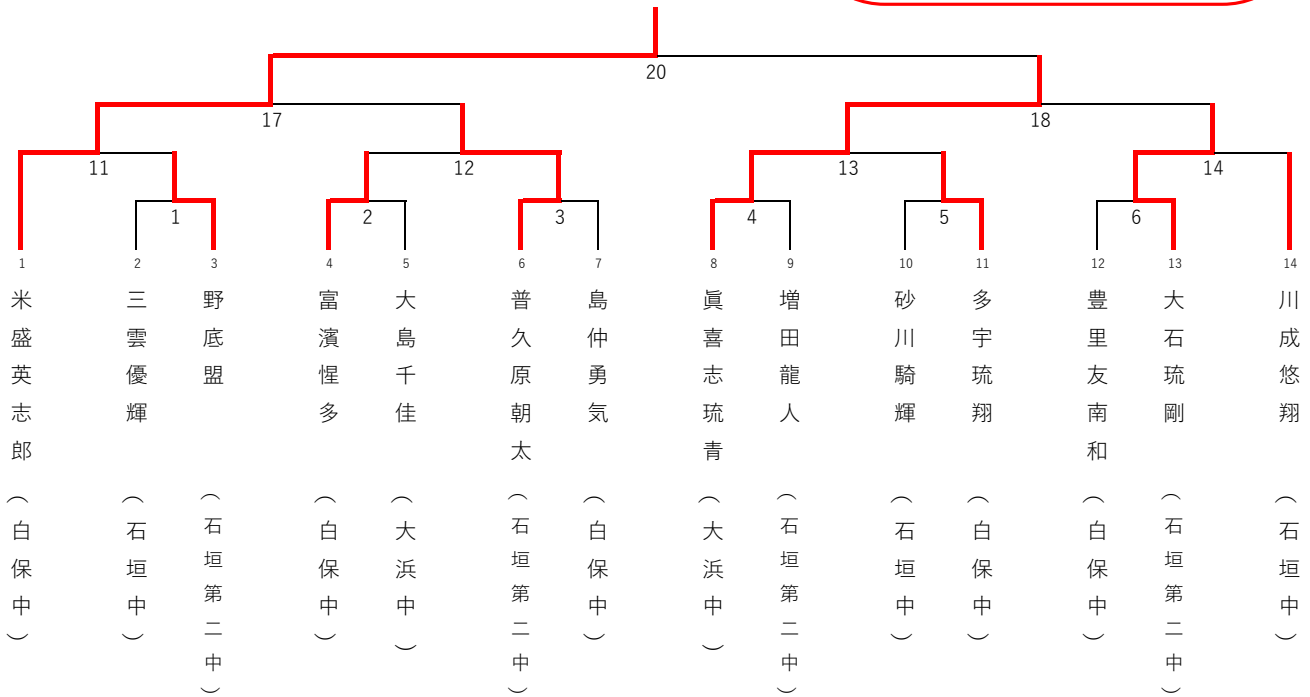 20
17
18
11
12
13
14
1
2
3
4
5
6
1 2 3 4 5 6 7 8 9 10 11 12 13 14
米盛英志郎（白保中）
三雲優輝（石垣中）
野底盟（石垣第二中）
富濱惺多（白保中）
大島千佳（大浜中）
普久原朝太（石垣第二中）
島仲勇気（白保中）
眞喜志琉青（大浜中）
増田龍人（石垣第二中）
砂川騎輝（石垣中）
多宇琉翔（白保中）
豊里友南和（白保中）
大石琉剛（石垣第二中）
川成悠翔（石垣中）